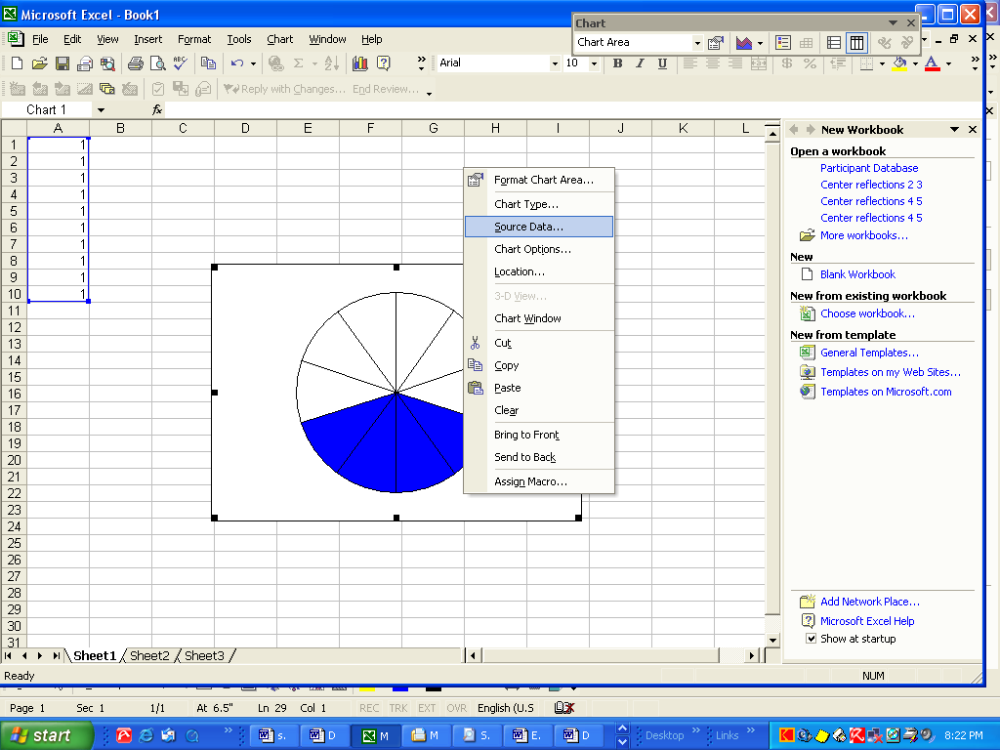 Microsoft Excel - Book1
Chart
File Edit View Insert Format Tools Chart Window Help
Chart Area
Arial 10 B I U $ %
Reply with Changes... End Review...
Chart 1 fx
A B C D E F G H I J K L
New Workbook
1 1
2 1
3 1
4 1
5 1
6 1
7 1
8 1
9 1
10 1
11
12
13
14
15
16
17
18
19
20
21
22
23
24
25
26
27
28
29
30
31
Format Chart Area...
Chart Type...
Source Data...
Chart Options...
Location...
3-D View...
Chart Window
Cut
Copy
Paste
Clear
Bring to Front
Send to Back
Assign Macro...
Open a workbook
Participant Database
Center reflections 2 3
Center reflections 4 5
Center reflections 4 5
More workbooks...
New
Blank Workbook
New from existing workbook
Choose workbook...
New from template
General Templates...
Templates on my Web Sites...
Templates on Microsoft.com
Add Network Place...
Microsoft Excel Help
Show at startup
Sheet1 Sheet2 Sheet3
Ready NUM
Page 1 Sec 1 1/1 At 6.5" Ln 29 Col 1 REC TRK EXT OVR English (U.S
start s. D M M S. E. D Desktop Links 8:22 PM